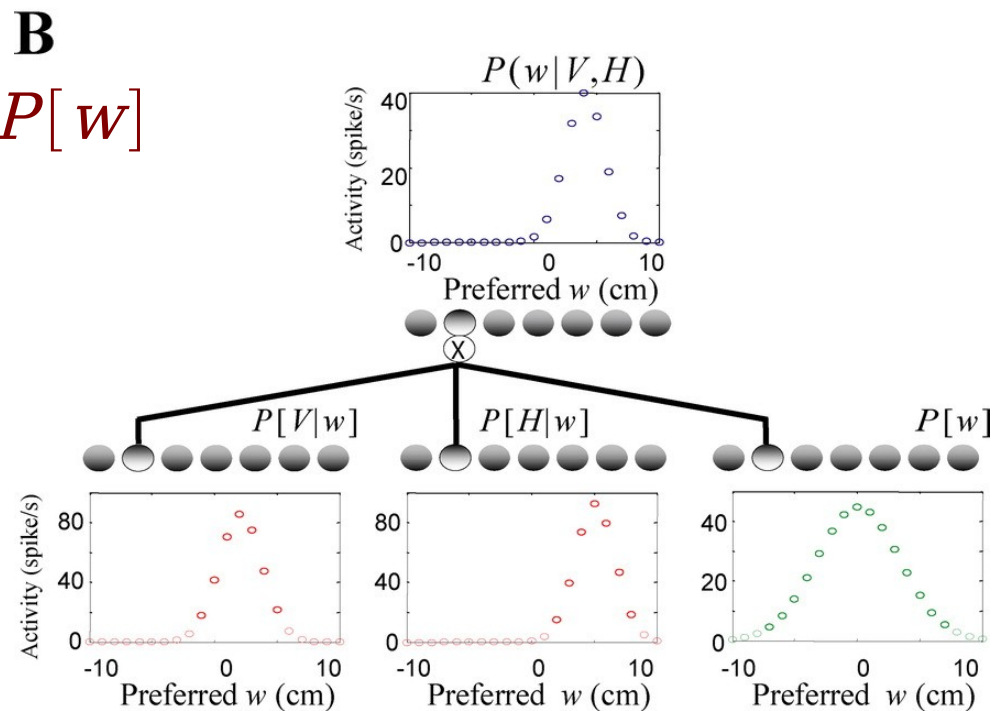 B
P[w]
P(w|V,H)
Activity (spike/s)
40
20
0
-10 0 10
Preferred w (cm)
X
P[V|w]
P[H|w]
P[w]
Activity (spike/s)
80
40
0
-10 0 10
Preferred w (cm)
80
40
0
-10 0 10
Preferred w (cm)
40
20
0
-10 0 10
Preferred w (cm)